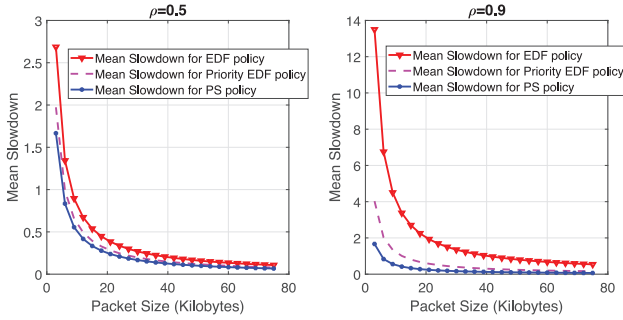 ρ=0.5
Mean Slowdown
3
2.5
2
1.5
1
0.5
0
Mean Slowdown for EDF policy
Mean Slowdown for Priority EDF policy
Mean Slowdown for PS policy
0 20 40 60 80
Packet Size (Kilobytes)
ρ=0.9
Mean Slowdown
14
12
10
8
6
4
2
0
Mean Slowdown for EDF policy
Mean Slowdown for Priority EDF policy
Mean Slowdown for PS policy
0 20 40 60 80
Packet Size (Kilobytes)